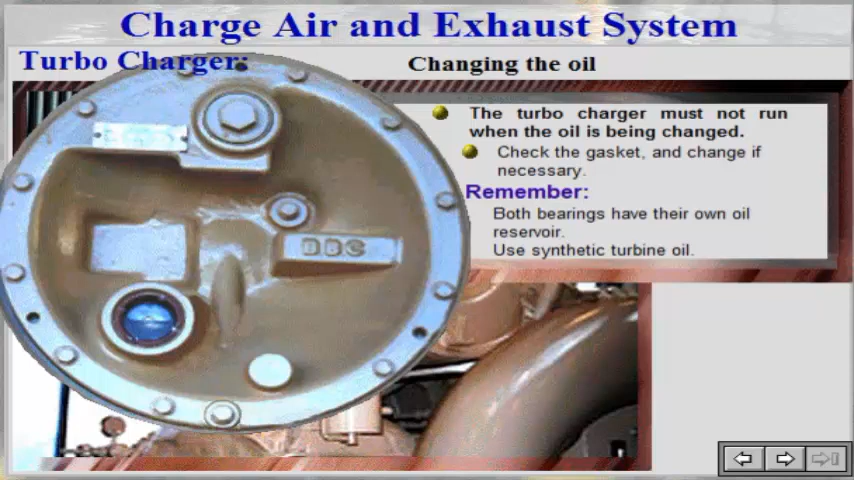 Charge Air and Exhaust System
Turbo Charger:
Changing the oil
The turbo charger must not run
when the oil is being changed.
Check the gasket, and change if
necessary.
Remember:
Both bearings have their own oil
reservoir.
Use synthetic turbine oil.